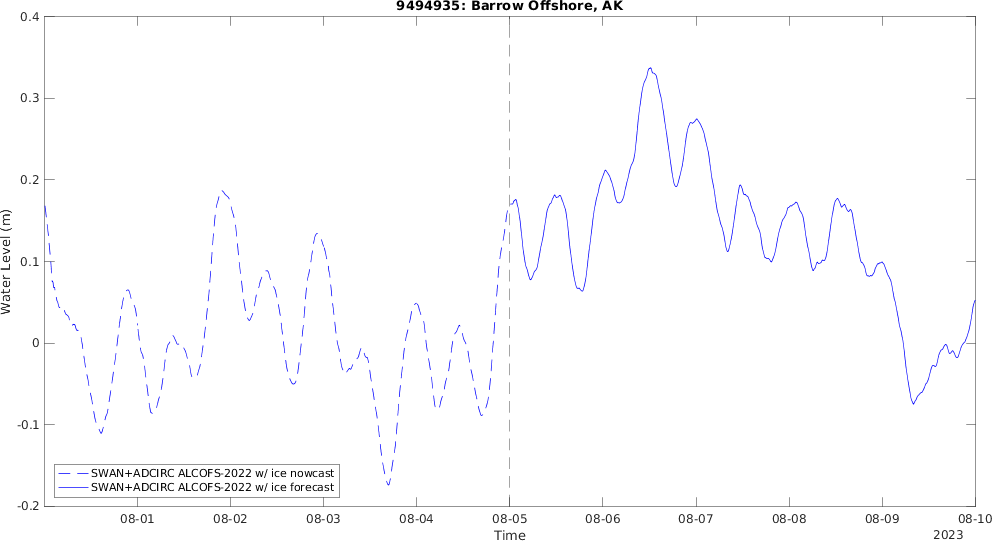 9494935: Barrow Offshore, AK
Water Level (m)
0.4
0.3
0.2
0.1
0
-0.1
-0.2
SWAN+ADCIRC ALCOFS-2022 w/ ice nowcast
SWAN+ADCIRC ALCOFS-2022 w/ ice forecast
08-01 08-02 08-03 08-04 08-05 08-06 08-07 08-08 08-09 08-10
Time
2023